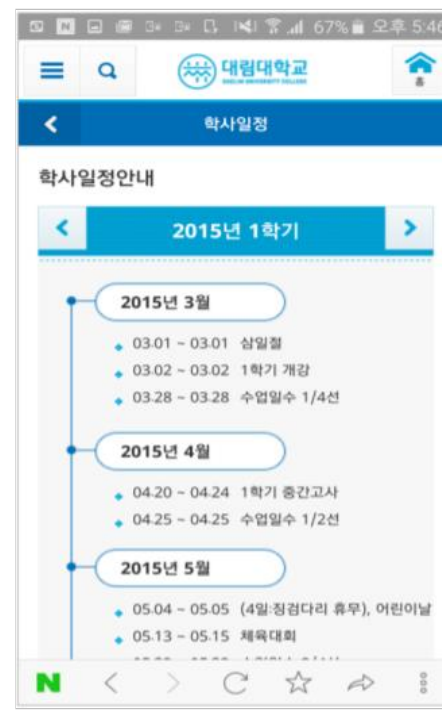 67% 오후 5:46
대림대학교
DAELIM UNIVERSITY COLLEGE
홈
학사일정
학사일정안내
2015년 1학기
2015년 3월
03.01 ~ 03.01 삼일절
03.02 ~ 03.02 1학기 개강
03.28 ~ 03.28 수업일수 1/4선
2015년 4월
04.20 ~ 04.24 1학기 중간고사
04.25 ~ 04.25 수업일수 1/2선
2015년 5월
05.04 ~ 05.05 (4일:징검다리 휴무), 어린이날
05.13 ~ 05.15 체육대회
N